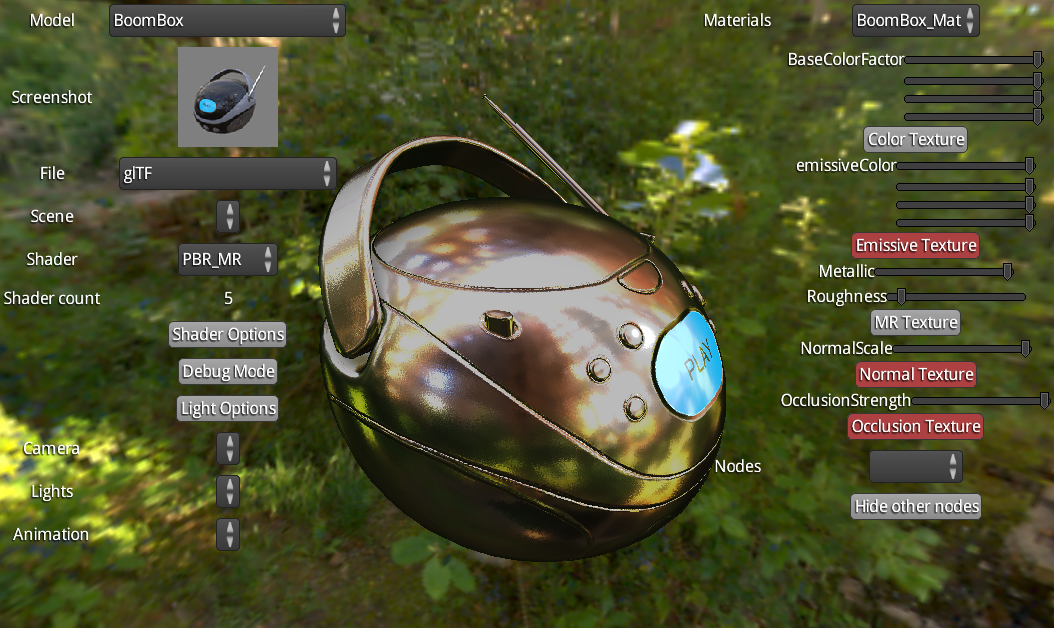 Model
BoomBox
Screenshot
File
glTF
Scene
Shader
PBR_MR
Shader count
5
Shader Options
Debug Mode
Light Options
Camera
Lights
Animation
PLAY
Materials
BoomBox_Mat
BaseColorFactor
Color Texture
emissiveColor
Emissive Texture
Metallic
Roughness
MR Texture
NormalScale
Normal Texture
OcclusionStrength
Occlusion Texture
Nodes
Hide other nodes